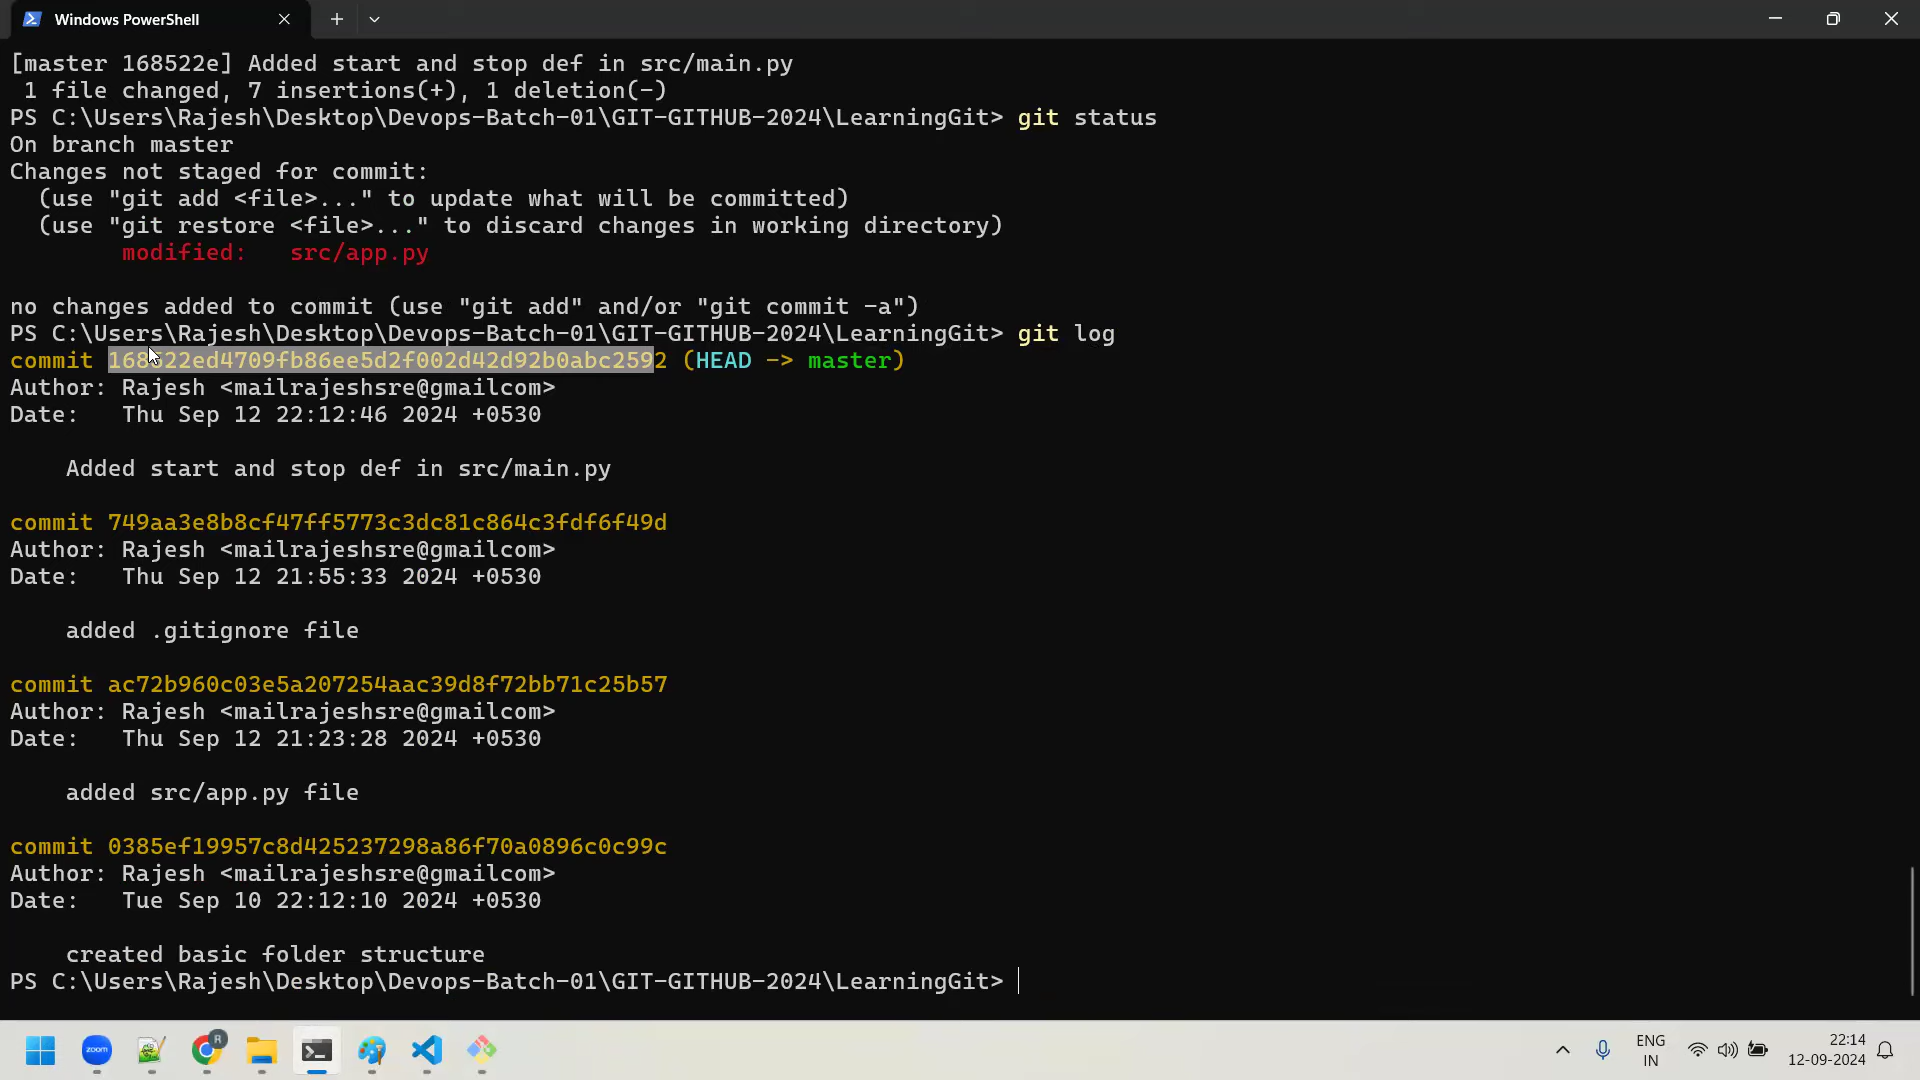 Windows PowerShell
[master 168522e] Added start and stop def in src/main.py
 1 file changed, 7 insertions(+), 1 deletion(-)
PS C:\Users\Rajesh\Desktop\Devops-Batch-01\GIT-GITHUB-2024\LearningGit> git status
On branch master
Changes not staged for commit:
  (use "git add <file>..." to update what will be committed)
  (use "git restore <file>..." to discard changes in working directory)
        modified:   src/app.py

no changes added to commit (use "git add" and/or "git commit -a")
PS C:\Users\Rajesh\Desktop\Devops-Batch-01\GIT-GITHUB-2024\LearningGit> git log
commit 168522ed4709fb86ee5d2f002d42d92b0abc2592 (HEAD -> master)
Author: Rajesh <mailrajeshsre@gmailcom>
Date:   Thu Sep 12 22:12:46 2024 +0530

    Added start and stop def in src/main.py

commit 749aa3e8b8cf47ff5773c3dc81c864c3fdf6f49d
Author: Rajesh <mailrajeshsre@gmailcom>
Date:   Thu Sep 12 21:55:33 2024 +0530

    added .gitignore file

commit ac72b960c03e5a207254aac39d8f72bb71c25b57
Author: Rajesh <mailrajeshsre@gmailcom>
Date:   Thu Sep 12 21:23:28 2024 +0530

    added src/app.py file

commit 0385ef19957c8d425237298a86f70a0896c0c99c
Author: Rajesh <mailrajeshsre@gmailcom>
Date:   Tue Sep 10 22:12:10 2024 +0530

    created basic folder structure
PS C:\Users\Rajesh\Desktop\Devops-Batch-01\GIT-GITHUB-2024\LearningGit>
zoom
R
ENG
IN
22:14
12-09-2024